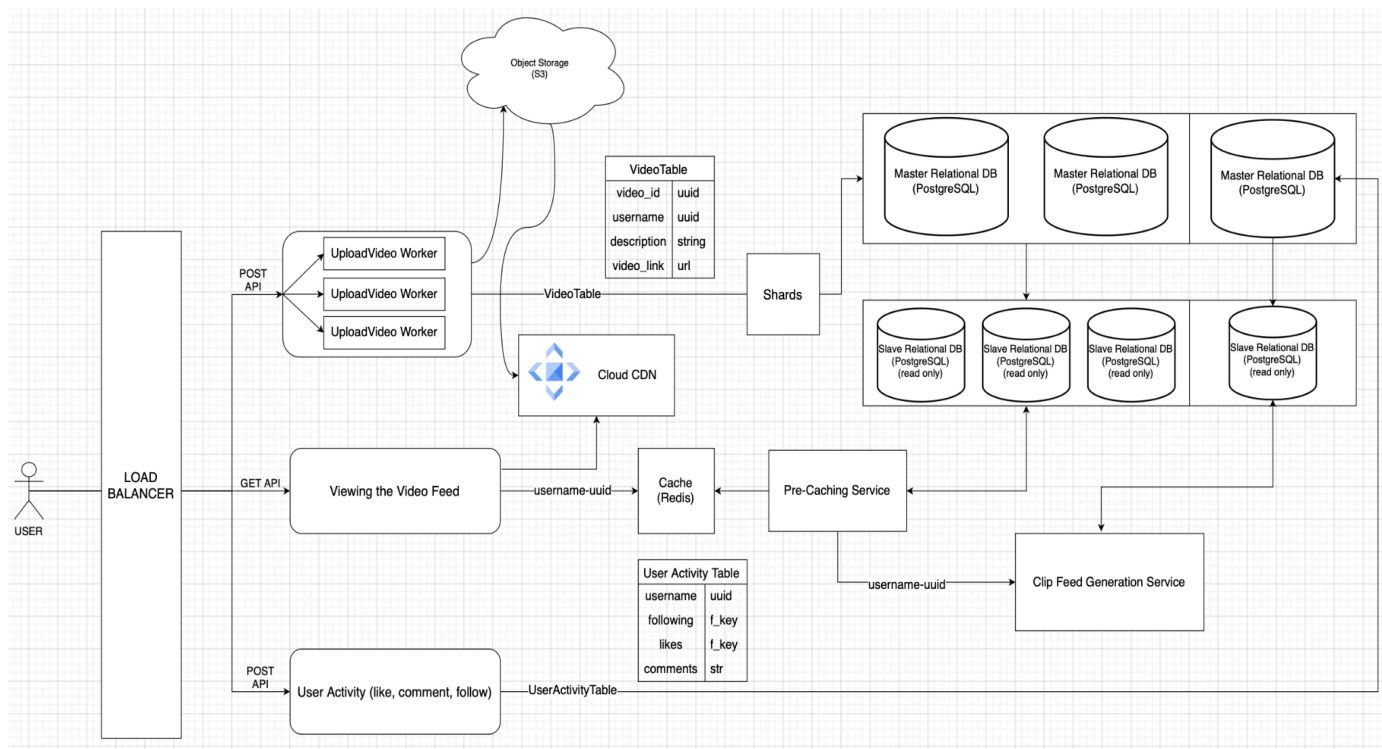 Object Storage
(S3)
VideoTable
video_id uuid
username uuid
description string
video_link url
Master Relational DB
(PostgreSQL)
Master Relational DB
(PostgreSQL)
Master Relational DB
(PostgreSQL)
POST
API
UploadVideo Worker
UploadVideo Worker
UploadVideo Worker
VideoTable
Shards
Slave Relational DB
(PostgreSQL)
(read only)
Slave Relational DB
(PostgreSQL)
(read only)
Slave Relational DB
(PostgreSQL)
(read only)
Slave Relational DB
(PostgreSQL)
(read only)
Cloud CDN
USER
LOAD
BALANCER
GET API
Viewing the Video Feed
username-uuid
Cache
(Redis)
Pre-Caching Service
username-uuid
Clip Feed Generation Service
User Activity Table
username uuid
following f_key
likes f_key
comments str
POST
API
User Activity (like, comment, follow)
UserActivityTable